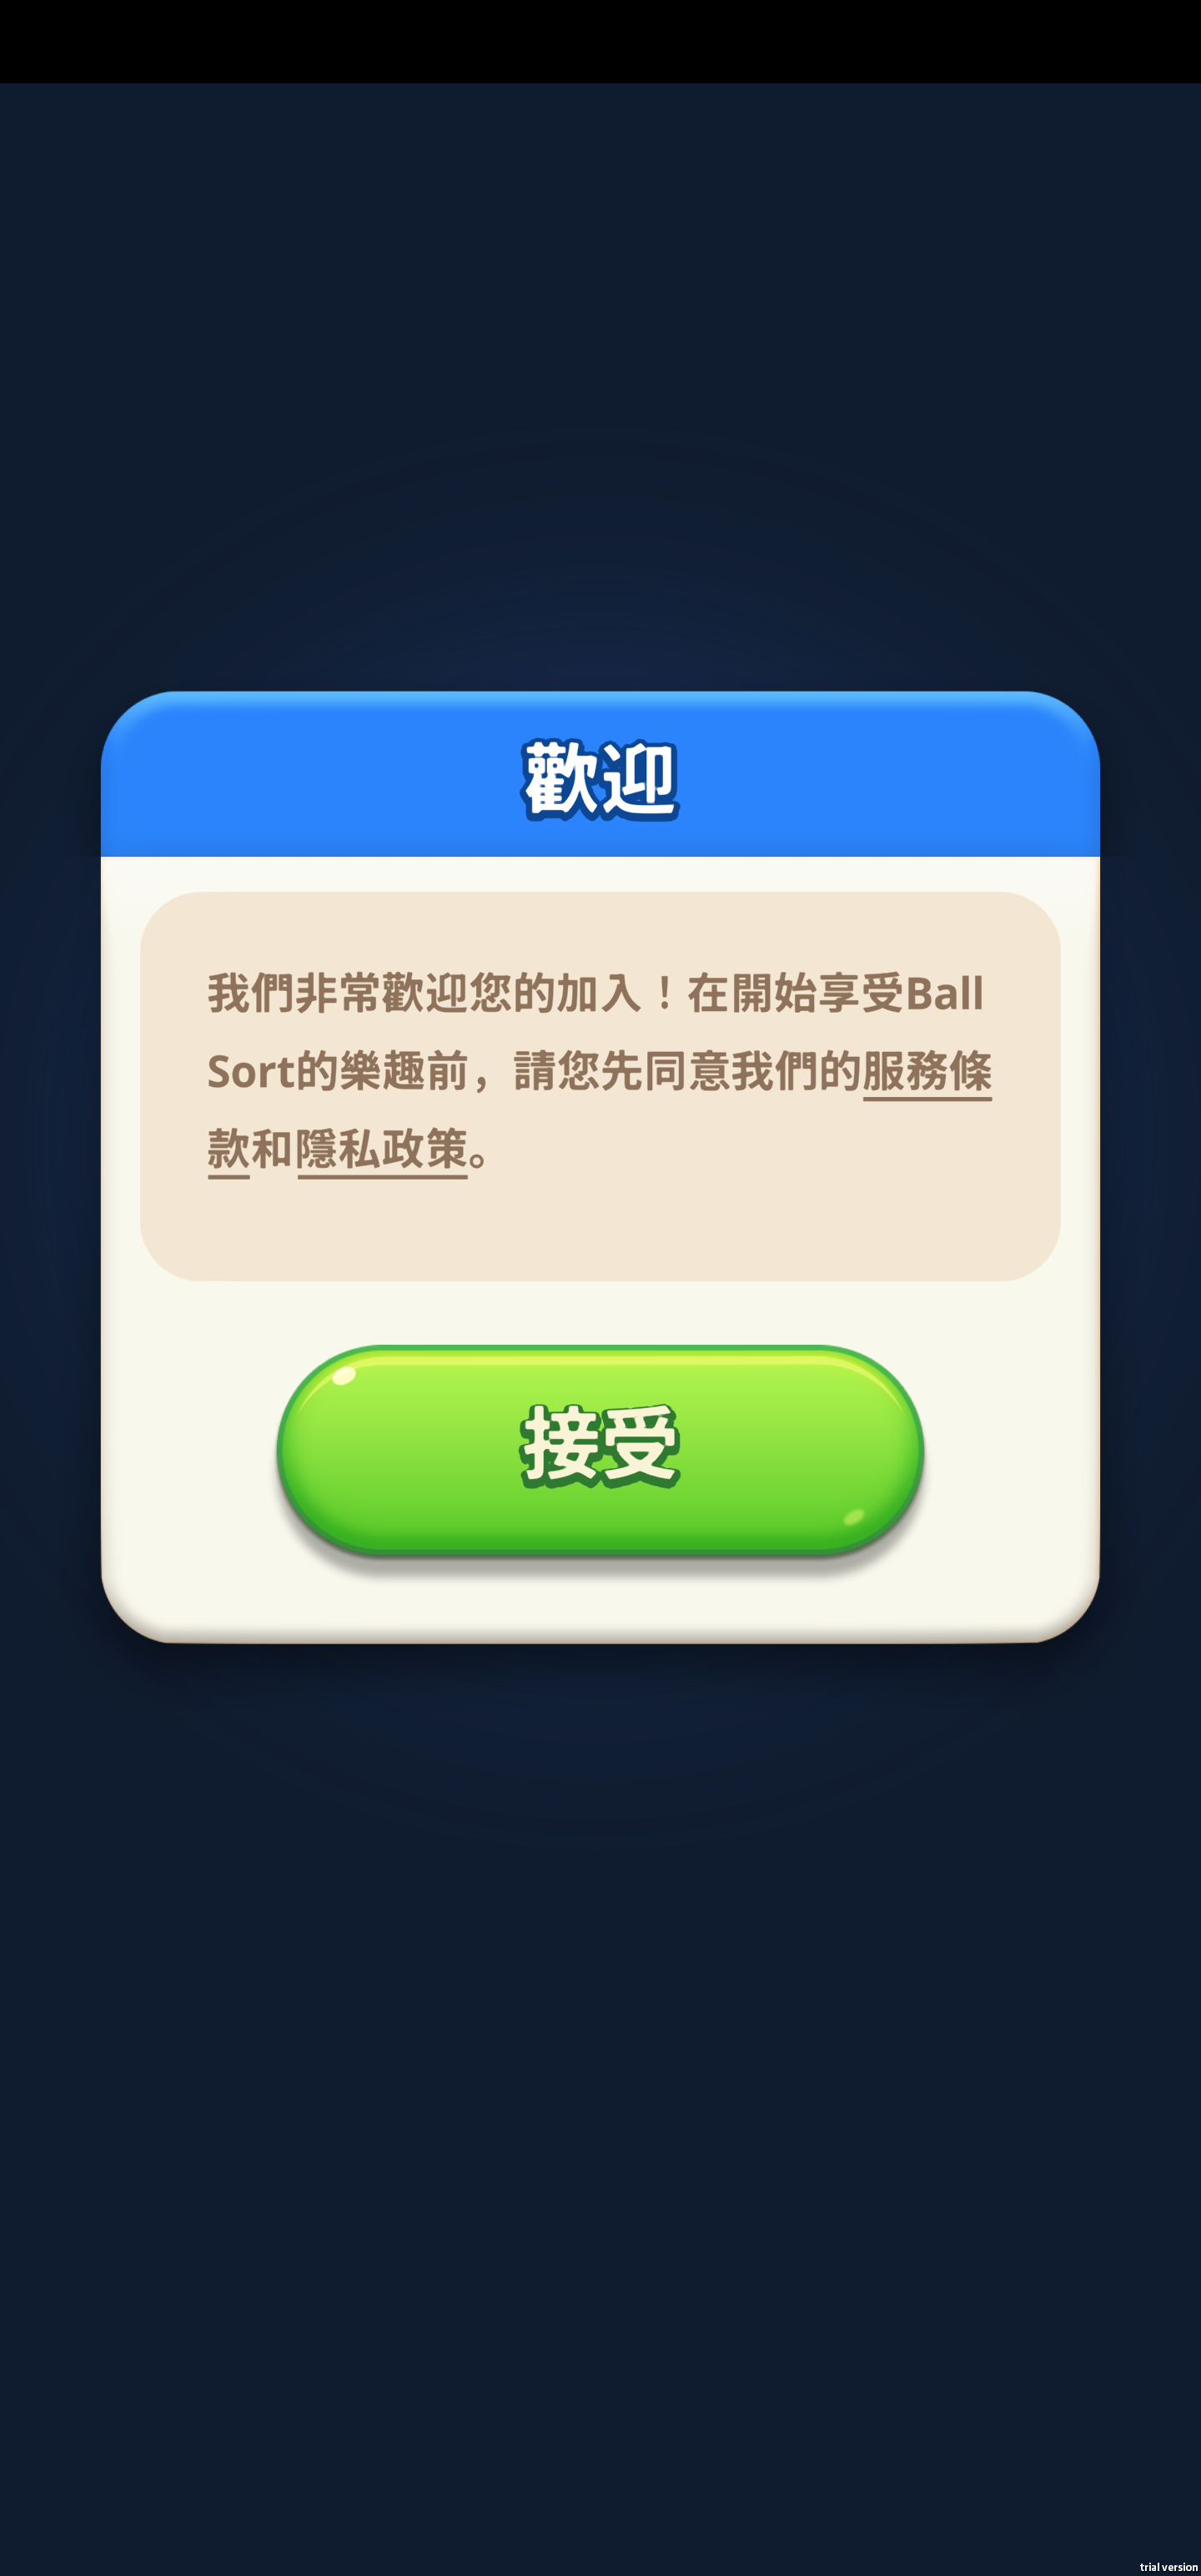 歡迎
我們非常歡迎您的加入！在開始享受Ball
Sort的樂趣前，請您先同意我們的服務條
款和隱私政策。
接受
trial version